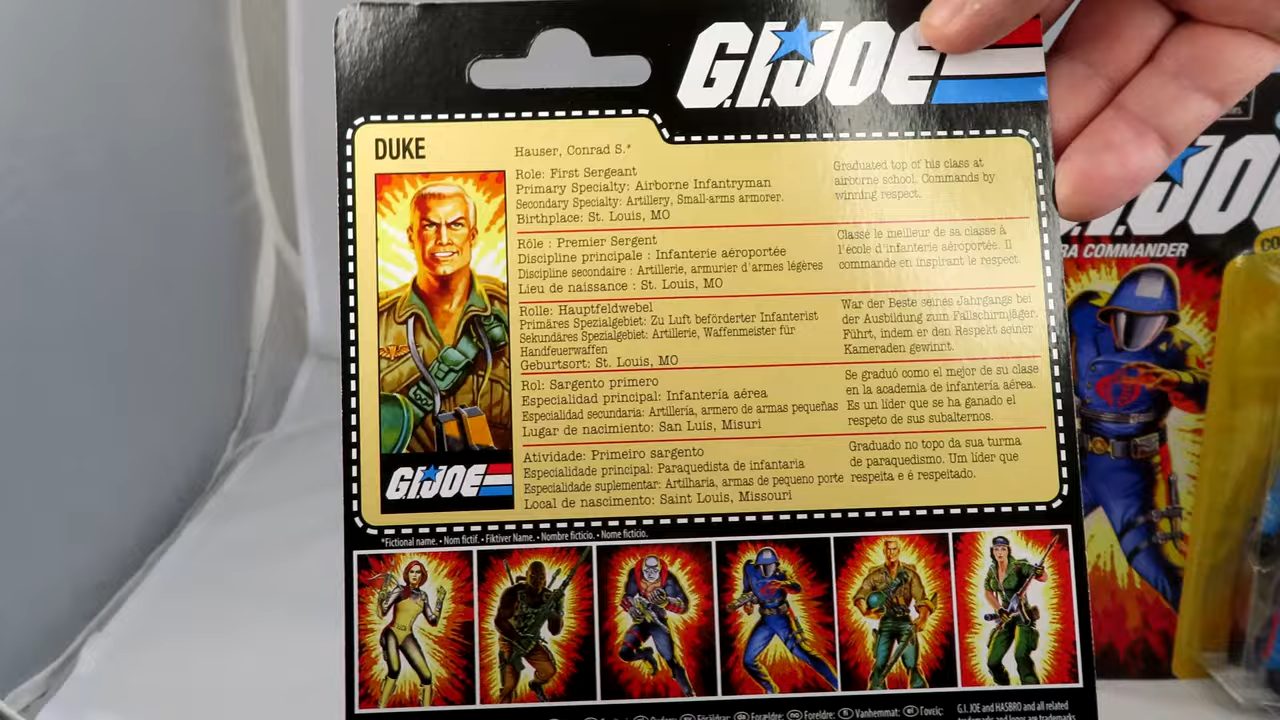 G.I.JOE
DUKE
Hauser, Conrad S.*
Role: First Sergeant
Primary Specialty: Airborne Infantryman
Secondary Specialty: Artillery, Small-arms armorer.
Birthplace: St. Louis, MO
Graduated top of his class at
airborne school. Commands by
winning respect.
Rôle : Premier Sergent
Discipline principale : Infanterie aéroportée
Discipline secondaire : Artillerie, armurier d'armes légères
Lieu de naissance : St. Louis, MO
Classé le meilleur de sa classe à
l'école d'infanterie aéroportée. Il
commande en inspirant le respect.
Rolle: Hauptfeldwebel
Primäres Spezialgebiet: Zu Luft beförderter Infanterist
Sekundäres Spezialgebiet: Artillerie, Waffenmeister für
Handfeuerwaffen
Geburtsort: St. Louis, MO
War der Beste seines Jahrgangs bei
der Ausbildung zum Fallschirmjäger.
Führt, indem er den Respekt seiner
Kameraden gewinnt.
Rol: Sargento primero
Especialidad principal: Infantería aérea
Especialidad secundaria: Artillería, armero de armas pequeñas
Lugar de nacimiento: San Luis, Misuri
Se graduó como el mejor de su clase
en la academia de infantería aérea.
Es un líder que se ha ganado el
respeto de sus subalternos.
Atividade: Primeiro sargento
Especialidade principal: Paraquedista de infantaria
Especialidade suplementar: Artilharia, armas de pequeno porte
Local de nascimento: Saint Louis, Missouri
Graduado no topo da sua turma
de paraquedismo. Um líder que
respeita e é respeitado.
G.I.JOE
*Fictional name. • Nom fictif. • Fiktiver Name. • Nombre ficticio. • Nome fictício.
Föräldrar: Forældre: no Foreldre: fi Vanhemmat: el Γονείς:
G.I. JOE and HASBRO and all related
RA COMMANDER